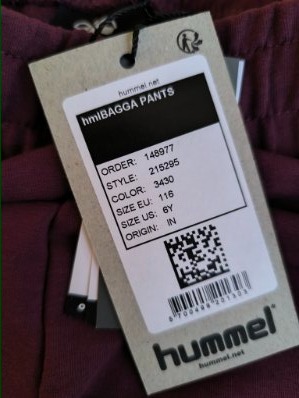 hummel.net
hmlBAGGA PANTS
ORDER: 148977
STYLE: 215295
COLOR: 3430
SIZE EU: 116
SIZE US: 6Y
ORIGIN: IN
hummel
hummel.net